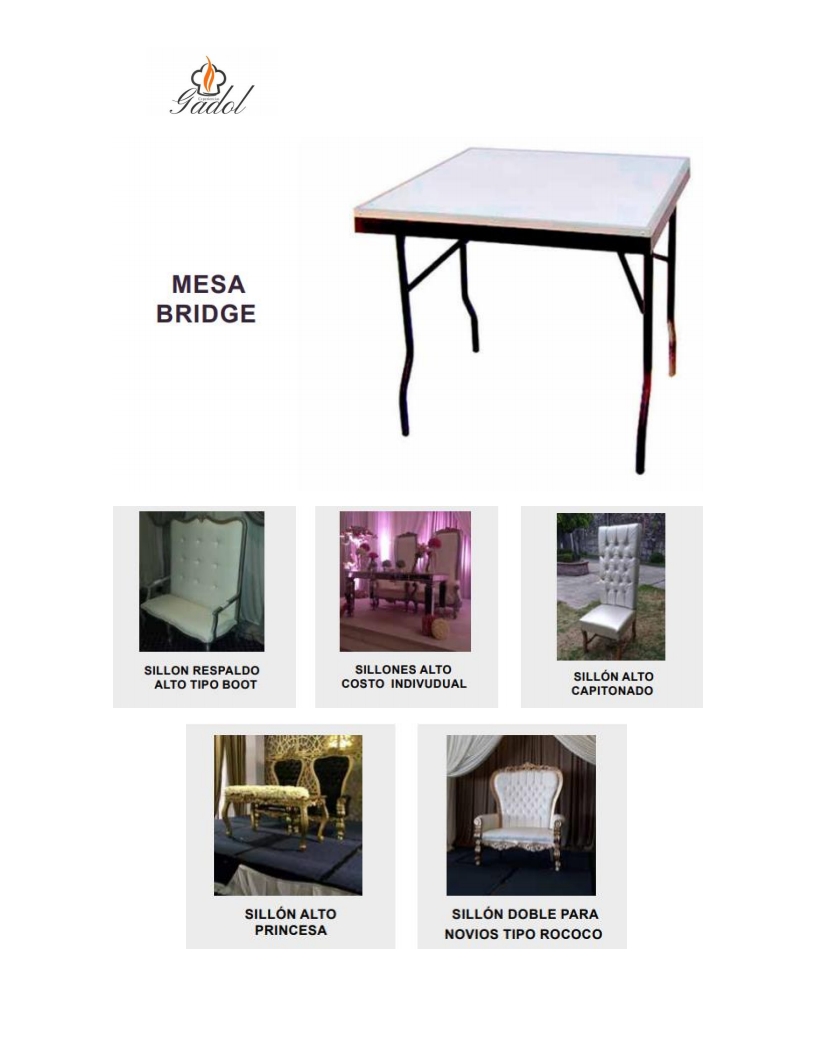 Gadol
MESA
BRIDGE
SILLON RESPALDO
ALTO TIPO BOOT
SILLONES ALTO
COSTO INDIVUDUAL
SILLÓN ALTO
CAPITONADO
SILLÓN ALTO
PRINCESA
SILLÓN DOBLE PARA
NOVIOS TIPO ROCOCO